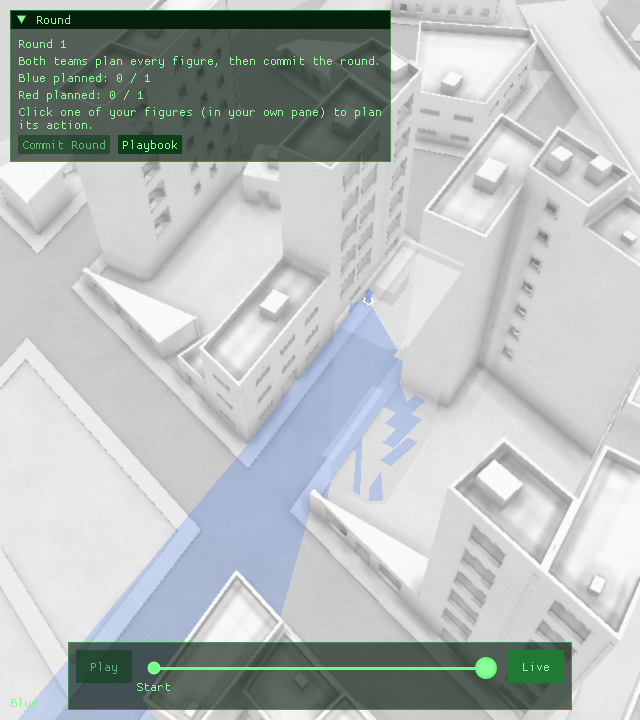 Round
Round 1
Both teams plan every figure, then commit the round.
Blue planned: 0 / 1
Red planned: 0 / 1
Click one of your figures (in your own pane) to plan
its action.
Commit Round Playbook
Play
Live
Start
Blue